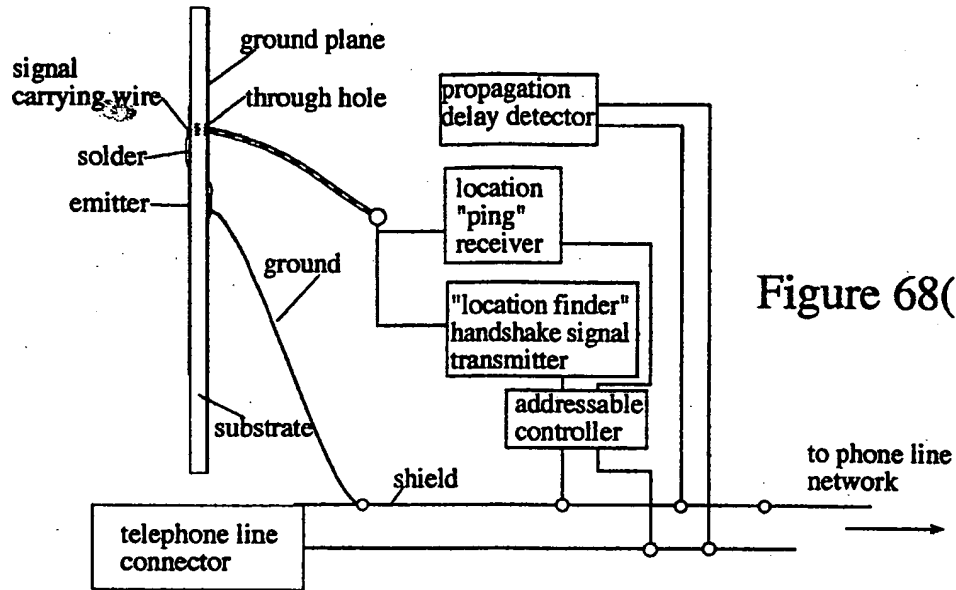 ground plane
signal
carrying wire
through hole
solder
emitter
ground
substrate
propagation
delay detector
location
"ping"
receiver
"location finder"
handshake signal
transmitter
addressable
controller
Figure 68(
shield
to phone line
network
telephone line
connector